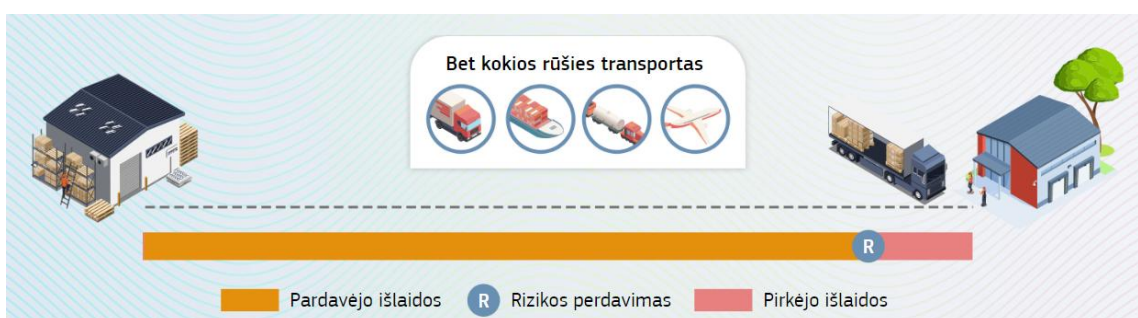 Bet kokios rūšies transportas
R
Pardavėjo išlaidos R Rizikos perdavimas Pirkėjo išlaidos